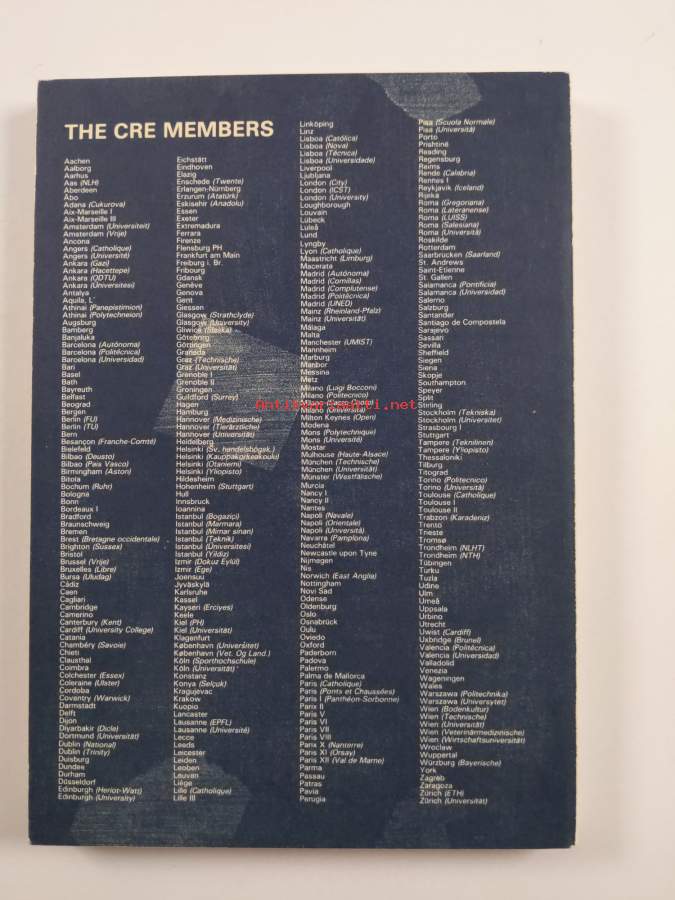 THE CRE MEMBERS
Aachen
Aalborg
Aarhus
Aas (NLH)
Aberdeen
Åbo
Adana (Cukurova)
Aix-Marseille I
Aix-Marseille III
Amsterdam (Universiteit)
Amsterdam (Vrije)
Ancona
Angers (Catholique)
Angers (Université)
Ankara (Gazi)
Ankara (Hacettepe)
Ankara (ODTU)
Ankara (Universitesi)
Antalya
Aquila, L'
Athinai (Panepistimion)
Athinai (Polytechneion)
Augsburg
Bamberg
Banjaluka
Barcelona (Autónoma)
Barcelona (Politécnica)
Barcelona (Universidad)
Bari
Basel
Bath
Bayreuth
Belfast
Beograd
Bergen
Berlin (FU)
Berlin (TU)
Bern
Besançon (Franche-Comté)
Bielefeld
Bilbao (Deusto)
Bilbao (Pais Vasco)
Birmingham (Aston)
Bitola
Bochum (Ruhr)
Bologna
Bonn
Bordeaux I
Bradford
Braunschweig
Bremen
Brest (Bretagne occidentale)
Brighton (Sussex)
Bristol
Brussel (Vrije)
Bruxelles (Libre)
Bursa (Uludag)
Cádiz
Caen
Cagliari
Cambridge
Camerino
Canterbury (Kent)
Cardiff (University College)
Catania
Chambéry (Savoie)
Chieti
Clausthal
Coimbra
Colchester (Essex)
Coleraine (Ulster)
Cordoba
Coventry (Warwick)
Darmstadt
Delft
Dijon
Diyarbakir (Dicle)
Dortmund (Universität)
Dublin (National)
Dublin (Trinity)
Duisburg
Dundee
Durham
Düsseldorf
Edinburgh (Heriot-Watt)
Edinburgh (University)
Eichstätt
Eindhoven
Elazig
Enschede (Twente)
Erlangen-Nürnberg
Erzurum (Atatürk)
Eskisehir (Anadolu)
Essen
Exeter
Extremadura
Ferrara
Firenze
Flensburg PH
Frankfurt am Main
Freiburg i. Br.
Fribourg
Gdansk
Genève
Genova
Gent
Giessen
Glasgow (Strathclyde)
Glasgow (University)
Gliwice (Slaska)
Göteborg
Göttingen
Granada
Graz (Technische)
Graz (Universität)
Grenoble I
Grenoble II
Groningen
Guildford (Surrey)
Hagen
Hamburg
Hannover (Medizinische)
Hannover (Tierärztliche)
Hannover (Universität)
Heidelberg
Helsinki (Sv. handelshögsk.)
Helsinki (Kauppakorkeakoulu)
Helsinki (Otaniemi)
Helsinki (Yliopisto)
Hildesheim
Hohenheim (Stuttgart)
Hull
Innsbruck
Ioannina
Istanbul (Bogaziçi)
Istanbul (Marmara)
Istanbul (Mimar sinan)
Istanbul (Teknik)
Istanbul (Universitesi)
Istanbul (Yildiz)
Izmir (Dokuz Eylül)
Izmir (Ege)
Joensuu
Jyväskylä
Karlsruhe
Kassel
Kayseri (Erciyes)
Keele
Kiel (PH)
Kiel (Universität)
Klagenfurt
København (Universitet)
København (Vet. Og Land.)
Köln (Sporthochschule)
Köln (Universität)
Konstanz
Konya (Selçuk)
Kragujevac
Krakow
Kuopio
Lancaster
Lausanne (EPFL)
Lausanne (Université)
Lecce
Leeds
Leicester
Leiden
Leoben
Leuven
Liège
Lille (Catholique)
Lille III
Linköping
Linz
Lisboa (Católica)
Lisboa (Nova)
Lisboa (Técnica)
Lisboa (Universidade)
Liverpool
Ljubljana
London (City)
London (ICST)
London (University)
Loughborough
Louvain
Lübeck
Luleå
Lund
Lyngby
Lyon (Catholique)
Maastricht (Limburg)
Macerata
Madrid (Autónoma)
Madrid (Comillas)
Madrid (Complutense)
Madrid (Politécnica)
Madrid (UNED)
Mainz (Rheinland-Pfalz)
Mainz (Universität)
Málaga
Malta
Manchester (UMIST)
Mannheim
Marburg
Maribor
Messina
Metz
Milano (Luigi Bocconi)
Milano (Politecnico)
Milton Keynes (Open)
Modena
Mons (Polytechnique)
Mons (Université)
Mostar
Mulhouse (Haute-Alsace)
München (Technische)
München (Universität)
Münster (Westfälische)
Murcia
Nancy I
Nancy II
Nantes
Napoli (Navale)
Napoli (Orientale)
Napoli (Università)
Navarra (Pamplona)
Neuchâtel
Newcastle upon Tyne
Nijmegen
Nis
Norwich (East Anglia)
Nottingham
Novi Sad
Odense
Oldenburg
Oslo
Osnabrück
Oulu
Oviedo
Oxford
Paderborn
Padova
Palermo
Palma de Mallorca
Paris (Catholique)
Paris (Ponts et Chaussées)
Paris I (Panthéon-Sorbonne)
Paris II
Paris V
Paris VI
Paris VII
Paris VIII
Paris X (Nanterre)
Paris XI (Orsay)
Paris XII (Val de Marne)
Parma
Passau
Patras
Pavia
Perugia
Pisa (Scuola Normale)
Pisa (Università)
Porto
Prishtinë
Reading
Regensburg
Reims
Rende (Calabria)
Rennes I
Reykjavik (Iceland)
Rijeka
Roma (Gregoriana)
Roma (Lateranense)
Roma (LUISS)
Roma (Salesiana)
Roma (Università)
Roskilde
Rotterdam
Saarbrücken (Saarland)
St. Andrews
Saint-Etienne
St. Gallen
Salamanca (Pontificia)
Salamanca (Universidad)
Salerno
Salzburg
Santander
Santiago de Compostela
Sarajevo
Sassari
Sevilla
Sheffield
Siegen
Siena
Skopje
Southampton
Speyer
Split
Stirling
Stockholm (Tekniska)
Stockholm (Universitet)
Strasbourg I
Stuttgart
Tampere (Teknillinen)
Tampere (Yliopisto)
Thessaloniki
Tilburg
Titograd
Torino (Politecnico)
Torino (Università)
Toulouse (Catholique)
Toulouse I
Toulouse II
Trabzon (Karadeniz)
Trento
Trieste
Tromsø
Trondheim (NLHT)
Trondheim (NTH)
Tübingen
Turku
Tuzla
Udine
Ulm
Umeå
Uppsala
Urbino
Utrecht
Uwist (Cardiff)
Uxbridge (Brunel)
Valencia (Politécnica)
Valencia (Universidad)
Valladolid
Venezia
Wageningen
Wales
Warszawa (Politechnika)
Warszawa (Uniwersytet)
Wien (Bodenkultur)
Wien (Technische)
Wien (Universität)
Wien (Veterinärmedizinische)
Wien (Wirtschaftsuniversität)
Wroclaw
Wuppertal
Würzburg (Bayerische)
York
Zagreb
Zaragoza
Zürich (ETH)
Zürich (Universität)